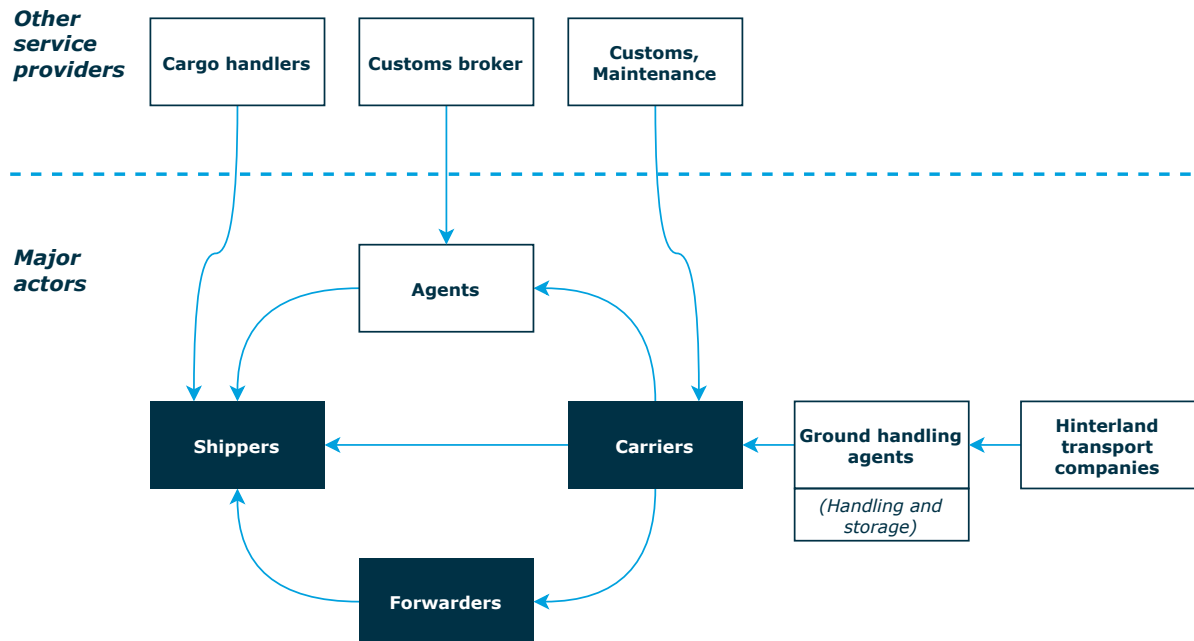 Other
service
providers
Cargo handlers
Customs broker
Customs,
Maintenance
Major
actors
Agents
Shippers
Carriers
Ground handling
agents
(Handling and
storage)
Hinterland
transport
companies
Forwarders